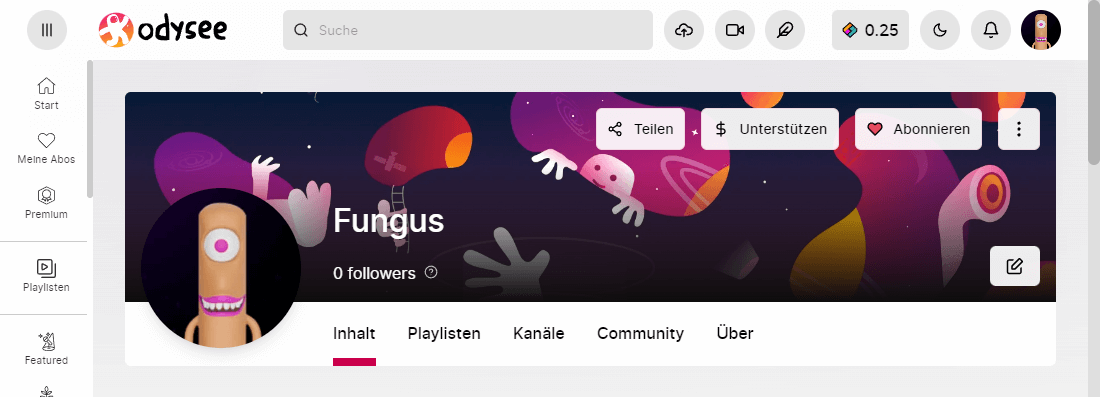 odysee
Suche
0.25
Start
Meine Abos
Premium
Playlisten
Featured
Teilen
Unterstützen
Abonnieren
Fungus
0 followers
Inhalt
Playlisten
Kanäle
Community
Über